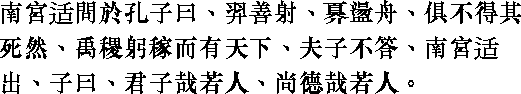 南宮适問於孔子曰、羿善射、奡盪舟、俱不得其
死然、禹稷躬稼而有天下、夫子不答、南宮适
出、子曰、君子哉若人、尚德哉若人。